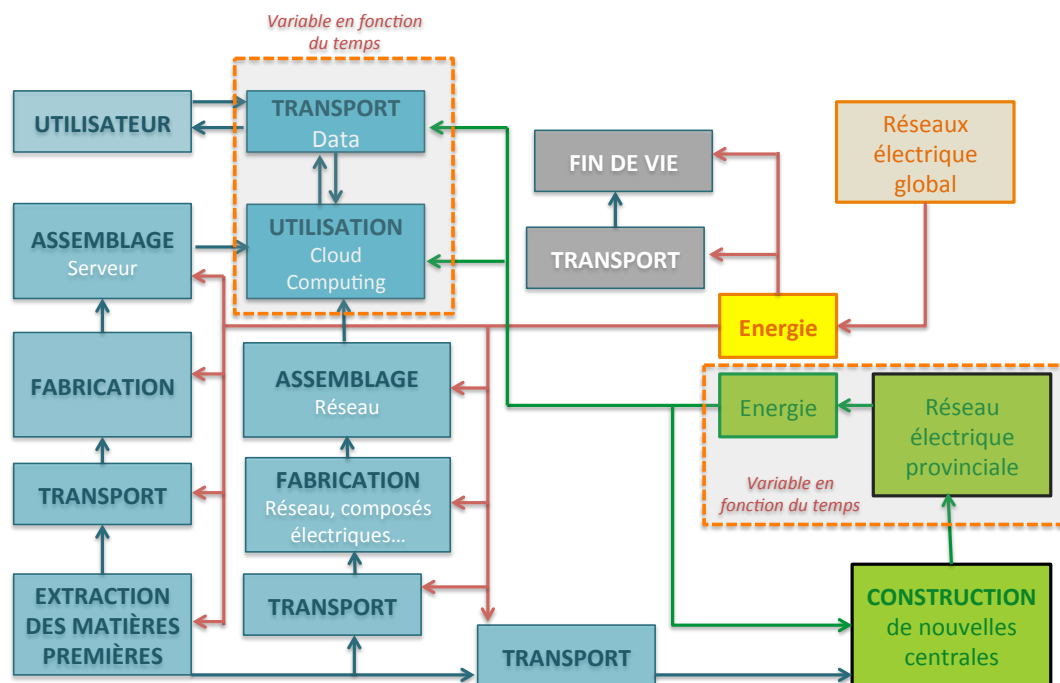 Variable en fonction
du temps
UTILISATEUR
TRANSPORT
Data
UTILISATION
Cloud
Computing
ASSEMBLAGE
Serveur
FABRICATION
TRANSPORT
EXTRACTION
DES MATIÈRES
PREMIÈRES
ASSEMBLAGE
Réseau
FABRICATION
Réseau, composés
électriques…
TRANSPORT
TRANSPORT
FIN DE VIE
TRANSPORT
Réseaux
électrique
global
Energie
Energie
Réseau
électrique
provinciale
Variable en
fonction du temps
CONSTRUCTION
de nouvelles
centrales